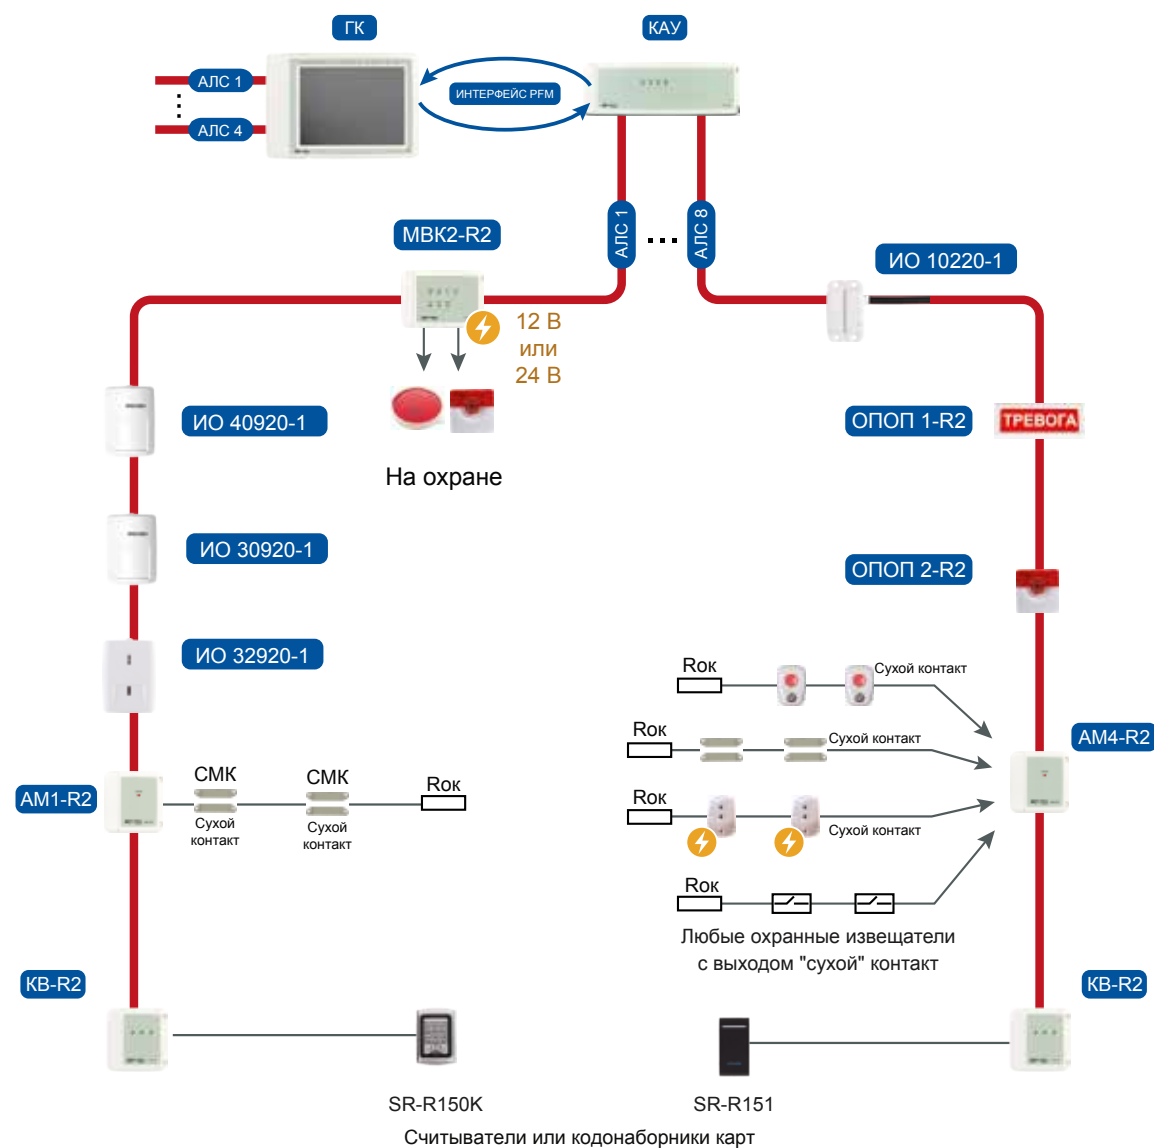 ГК
КАУ
АЛС 1
АЛС 4
ИНТЕРФЕЙС PFM
АЛС 1
АЛС 8
МВК2-R2
ИО 10220-1
12 В
или
24 В
На охране
ИО 40920-1
ОПОП 1-R2
ТРЕВОГА
ИО 30920-1
ОПОП 2-R2
ИО 32920-1
Rок
Сухой контакт
Rок
Сухой контакт
АМ4-R2
АМ1-R2
СМК
СМК
Rок
Сухой
контакт
Сухой
контакт
Rок
Сухой контакт
Rок
Любые охранные извещатели
с выходом "сухой" контакт
КВ-R2
КВ-R2
SR-R150K
SR-R151
Считыватели или кодонаборники карт